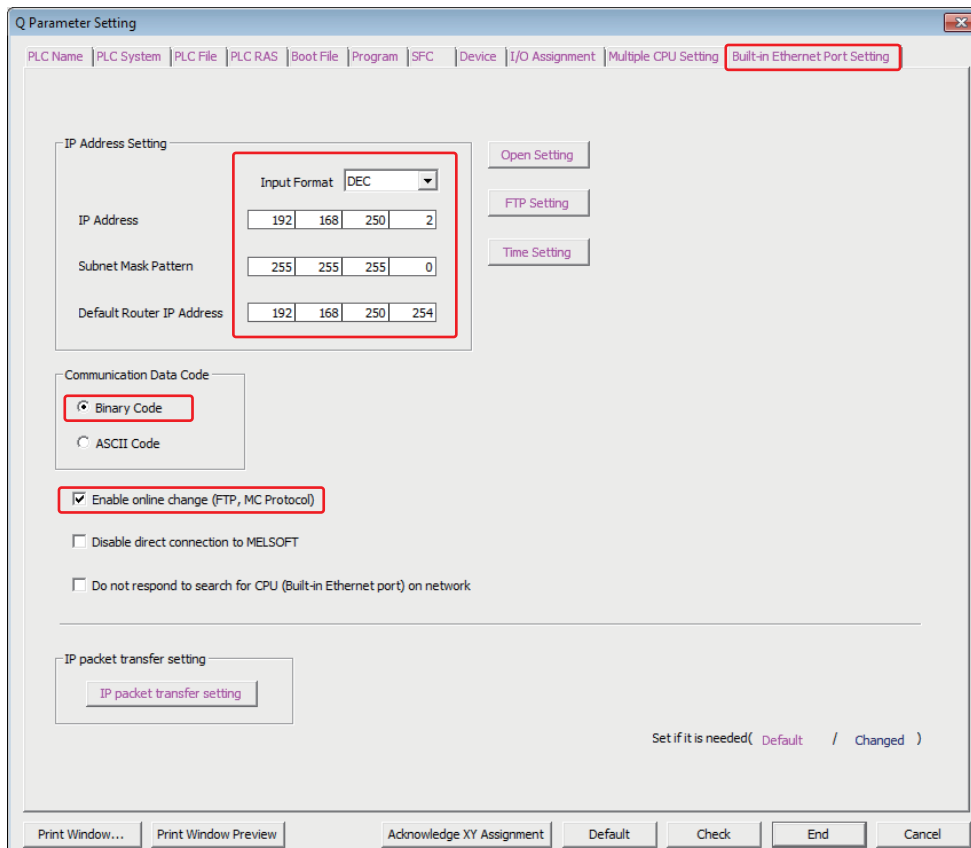 Q Parameter Setting
PLC Name PLC System PLC File PLC RAS Boot File Program SFC Device I/O Assignment Multiple CPU Setting Built-in Ethernet Port Setting
IP Address Setting
Input Format DEC
IP Address 192 168 250 2
Subnet Mask Pattern 255 255 255 0
Default Router IP Address 192 168 250 254
Open Setting
FTP Setting
Time Setting
Communication Data Code
Binary Code
ASCII Code
Enable online change (FTP, MC Protocol)
Disable direct connection to MELSOFT
Do not respond to search for CPU (Built-in Ethernet port) on network
IP packet transfer setting
IP packet transfer setting
Set if it is needed( Default / Changed )
Print Window... Print Window Preview Acknowledge XY Assignment Default Check End Cancel